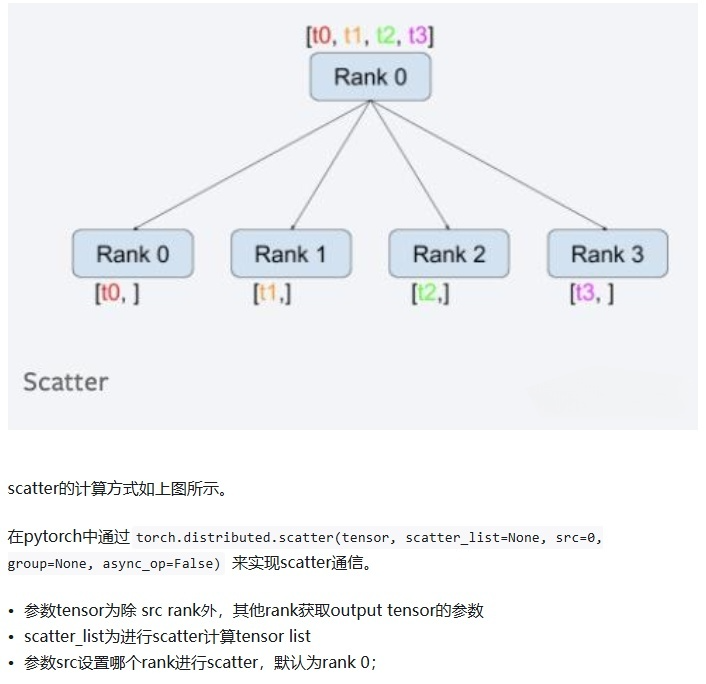 [t0, t1, t2, t3]
Rank 0
Rank 0 Rank 1 Rank 2 Rank 3
[t0, ] [t1,] [t2,] [t3, ]
Scatter
scatter的计算方式如上图所示。
在pytorch中通过 torch.distributed.scatter(tensor, scatter_list=None, src=0,
group=None, async_op=False) 来实现scatter通信。
• 参数tensor为除 src rank外，其他rank获取output tensor的参数
• scatter_list为进行scatter计算tensor list
• 参数src设置哪个rank进行scatter，默认为rank 0；